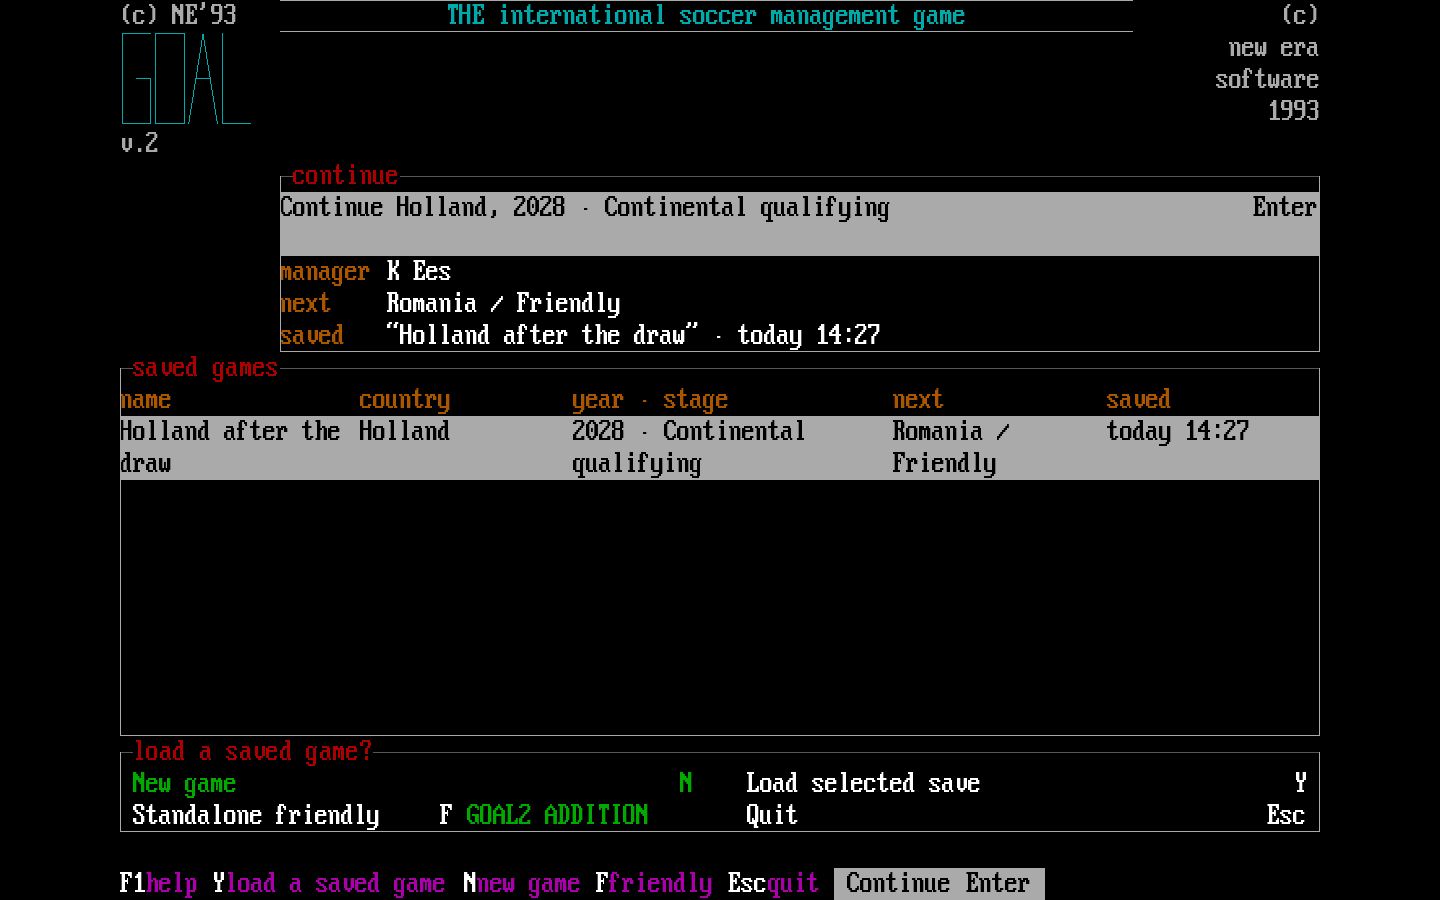 (c) NE'93 THE international soccer management game (c)
GOAL new era
software
1993
v.2
continue
Continue Holland, 2028 · Continental qualifying Enter
manager K Ees
next Romania / Friendly
saved “Holland after the draw” · today 14:27
saved games
name country year · stage next saved
Holland after the Holland 2028 · Continental Romania / today 14:27
draw qualifying Friendly
load a saved game?
New game N Load selected save Y
Standalone friendly F GOAL2 ADDITION Quit Esc
F1help Yload a saved game Nnew game Ffriendly Escquit Continue Enter